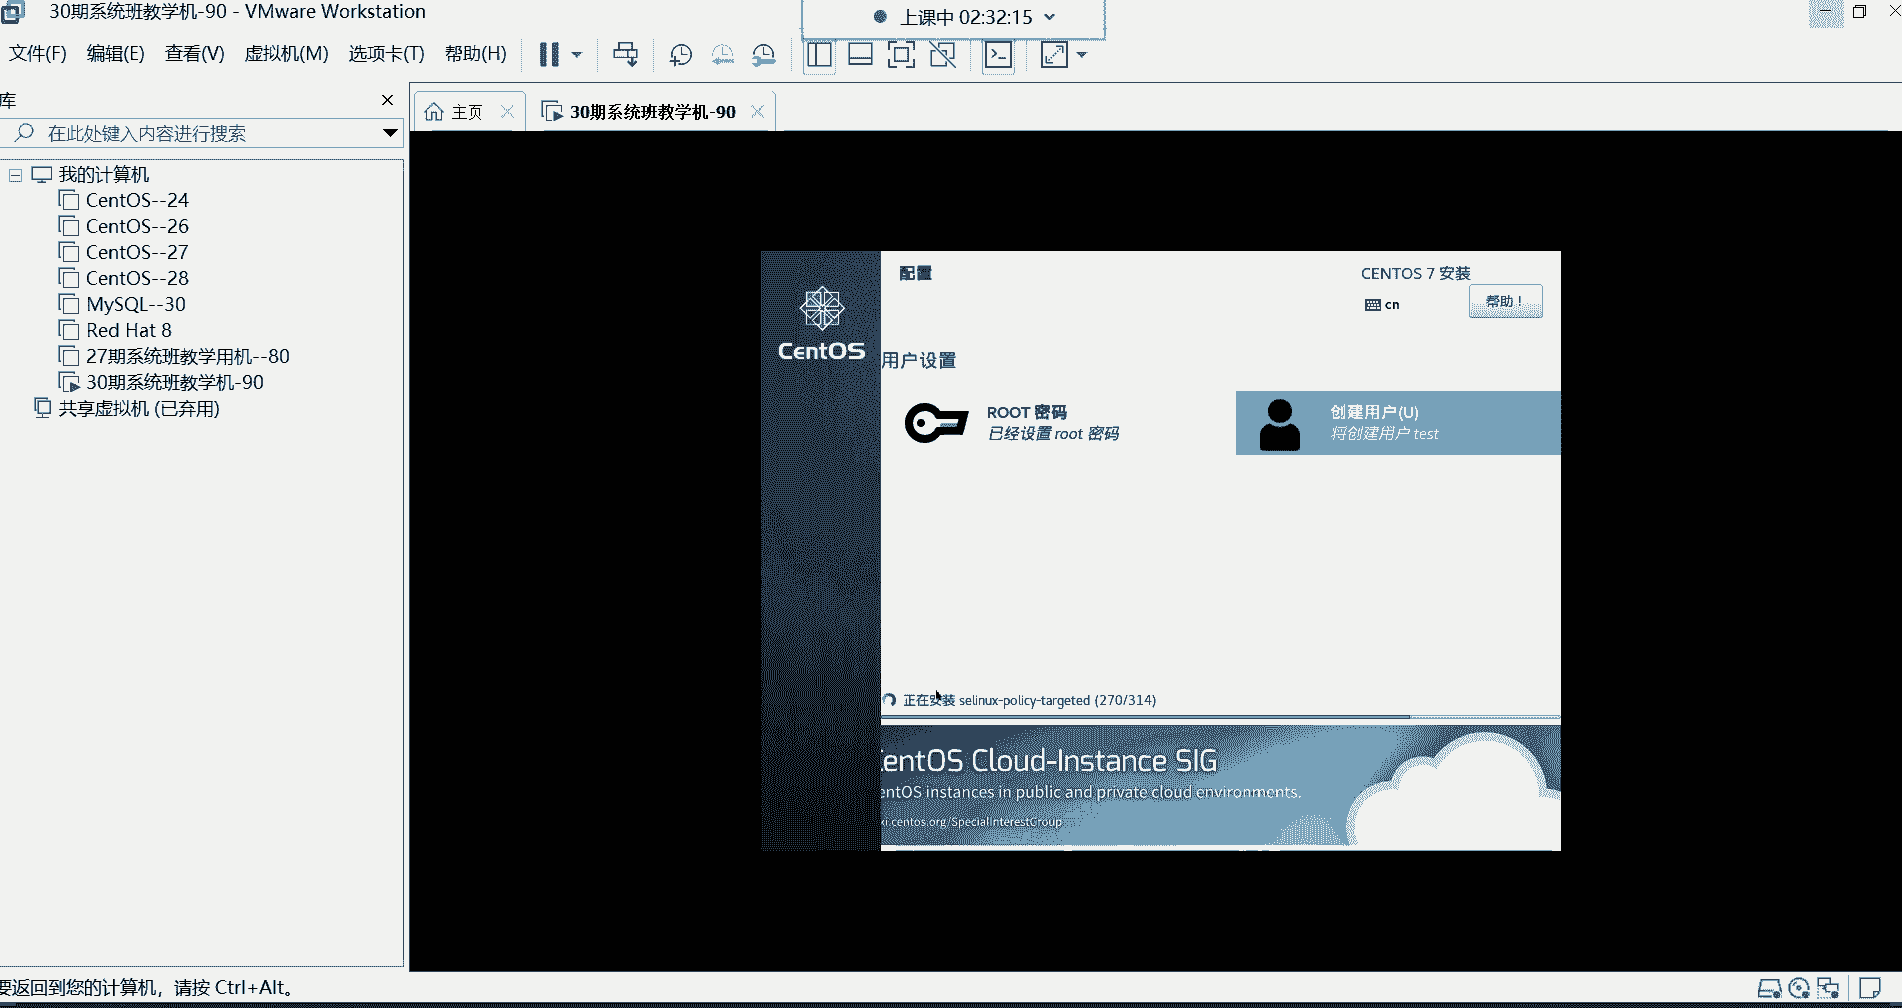 30期系统班教学机-90 - VMware Workstation
上课中 02:32:15
文件(F) 编辑(E) 查看(V) 虚拟机(M) 选项卡(T) 帮助(H)
库
主页
30期系统班教学机-90
在此处键入内容进行搜索
我的计算机
CentOS--24
CentOS--26
CentOS--27
CentOS--28
MySQL--30
Red Hat 8
27期系统班教学用机--80
30期系统班教学机-90
共享虚拟机 (已弃用)
CentOS
配置
CENTOS 7 安装
cn
帮助！
用户设置
ROOT 密码
已经设置 root 密码
创建用户(U)
将创建用户 test
正在安装 selinux-policy-targeted (270/314)
entOS Cloud-Instance SIG
entOS instances in public and private cloud environments.
ki.centos.org/SpecialInterestGroup
要返回到您的计算机，请按 Ctrl+Alt。